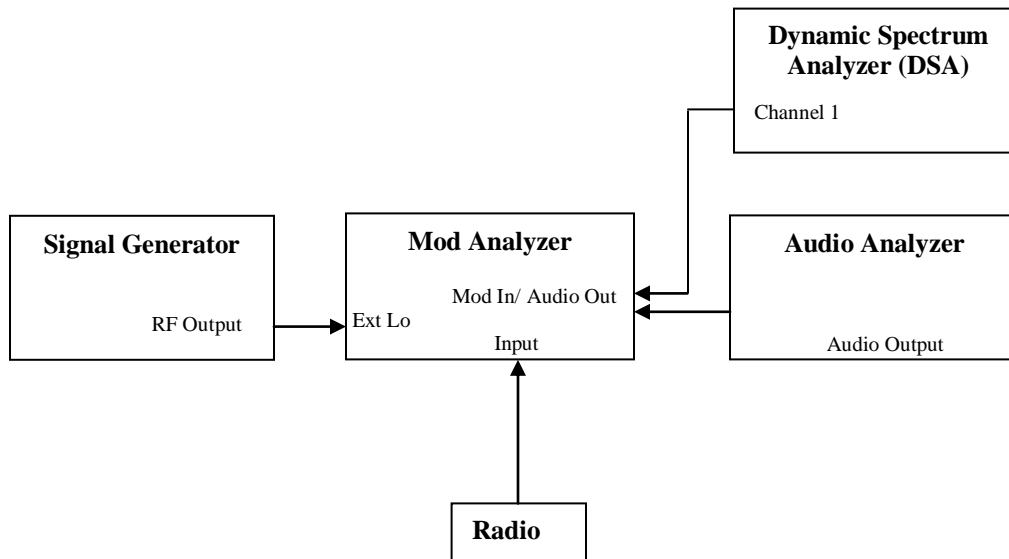 Dynamic Spectrum
Analyzer (DSA)
Channel 1
Signal Generator
RF Output
Mod Analyzer
Mod In/ Audio Out
Ext Lo
Input
Audio Analyzer
Audio Output
Radio